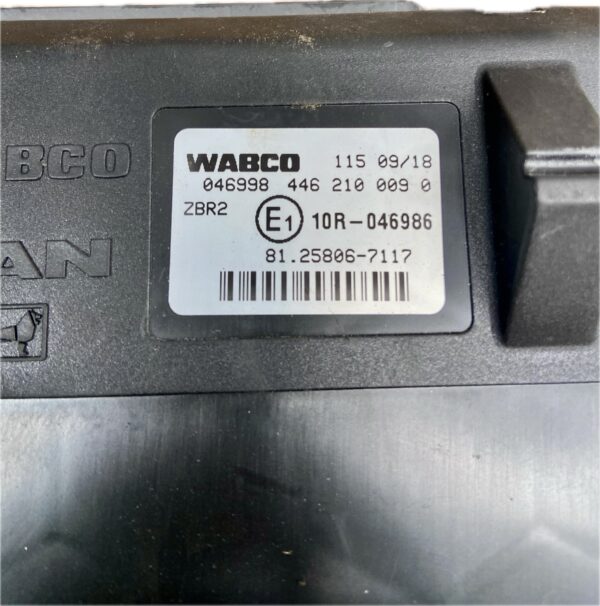 WABCO 115 09/18
046998 446 210 009 0
ZBR2 E1 10R-046986
81.25806-7117
BCO
AN